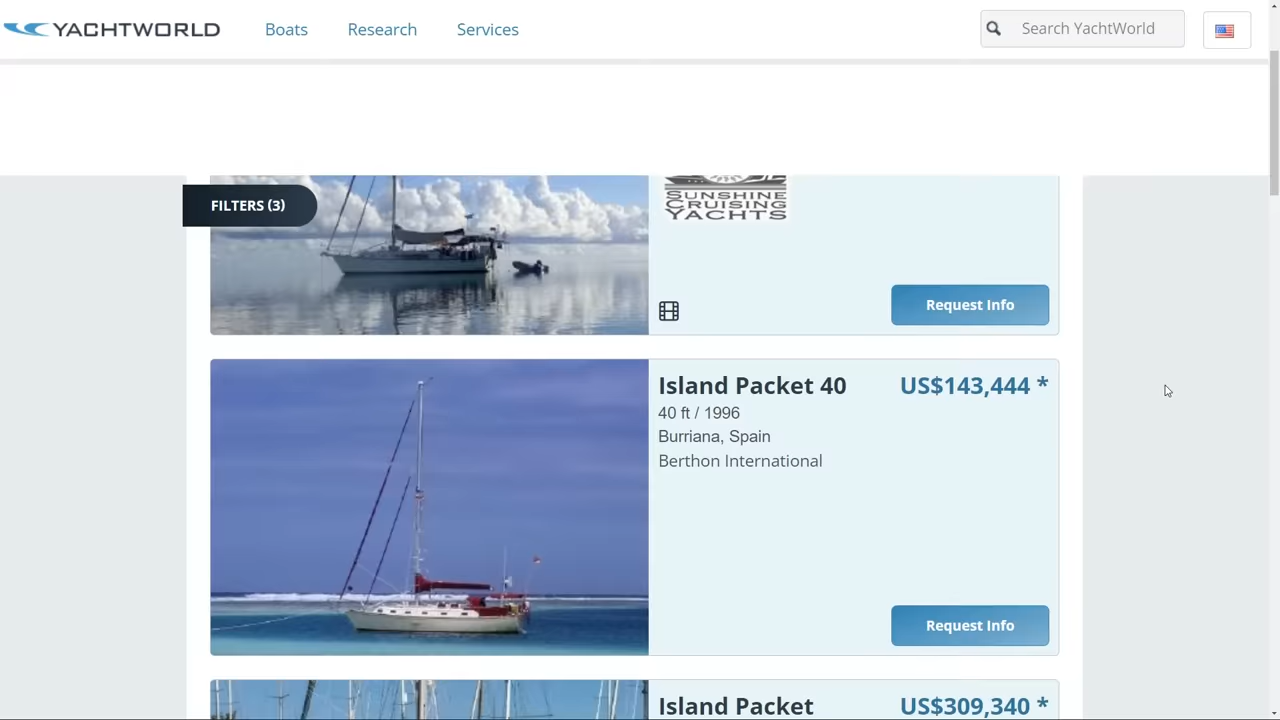 YACHTWORLD
Boats
Research
Services
Search YachtWorld
FILTERS (3)
SUNSHINE
CRUISING
YACHTS
Request Info
Island Packet 40
US$143,444 *
40 ft / 1996
Burriana, Spain
Berthon International
Request Info
Island Packet
US$309,340 *